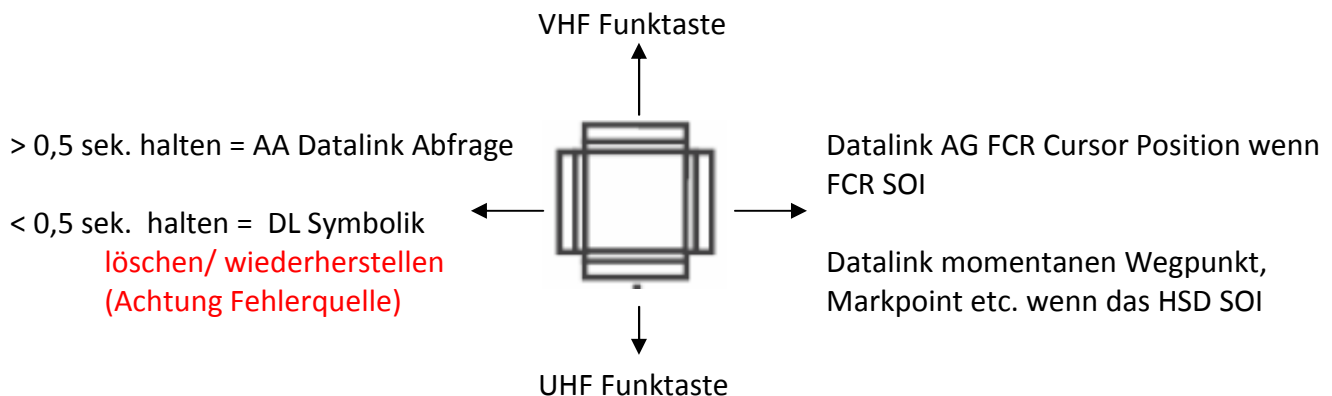 VHF Funktaste
> 0,5 sek. halten = AA Datalink Abfrage
< 0,5 sek. halten = DL Symbolik
löschen/ wiederherstellen
(Achtung Fehlerquelle)
Datalink AG FCR Cursor Position wenn
FCR SOI
Datalink momentanen Wegpunkt,
Markpoint etc. wenn das HSD SOI
UHF Funktaste